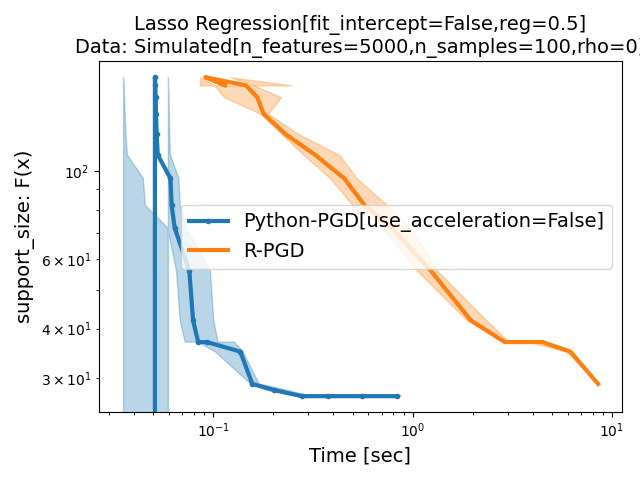 Lasso Regression[fit_intercept=False,reg=0.5]
Data: Simulated[n_features=5000,n_samples=100,rho=0]
support_size: F(x)
10²
6 × 10¹
4 × 10¹
3 × 10¹
Python-PGD[use_acceleration=False]
R-PGD
10⁻¹
10⁰
10¹
Time [sec]